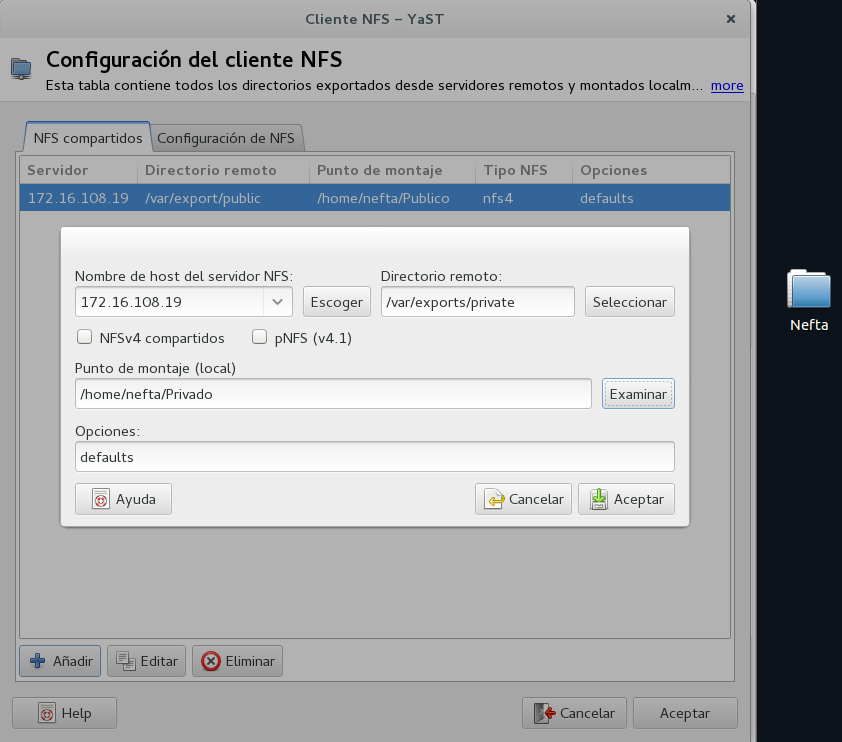 Cliente NFS – YaST
Configuración del cliente NFS
Esta tabla contiene todos los directorios exportados desde servidores remotos y montados localm... more
NFS compartidos Configuración de NFS
Servidor Directorio remoto Punto de montaje Tipo NFS Opciones
172.16.108.19 /var/export/public /home/nefta/Publico nfs4 defaults
Nombre de host del servidor NFS: Directorio remoto:
172.16.108.19 Escoger /var/exports/private Seleccionar
NFSv4 compartidos pNFS (v4.1)
Punto de montaje (local)
/home/nefta/Privado Examinar
Opciones:
defaults
Ayuda Cancelar Aceptar
Añadir Editar Eliminar
Help Cancelar Aceptar
Nefta